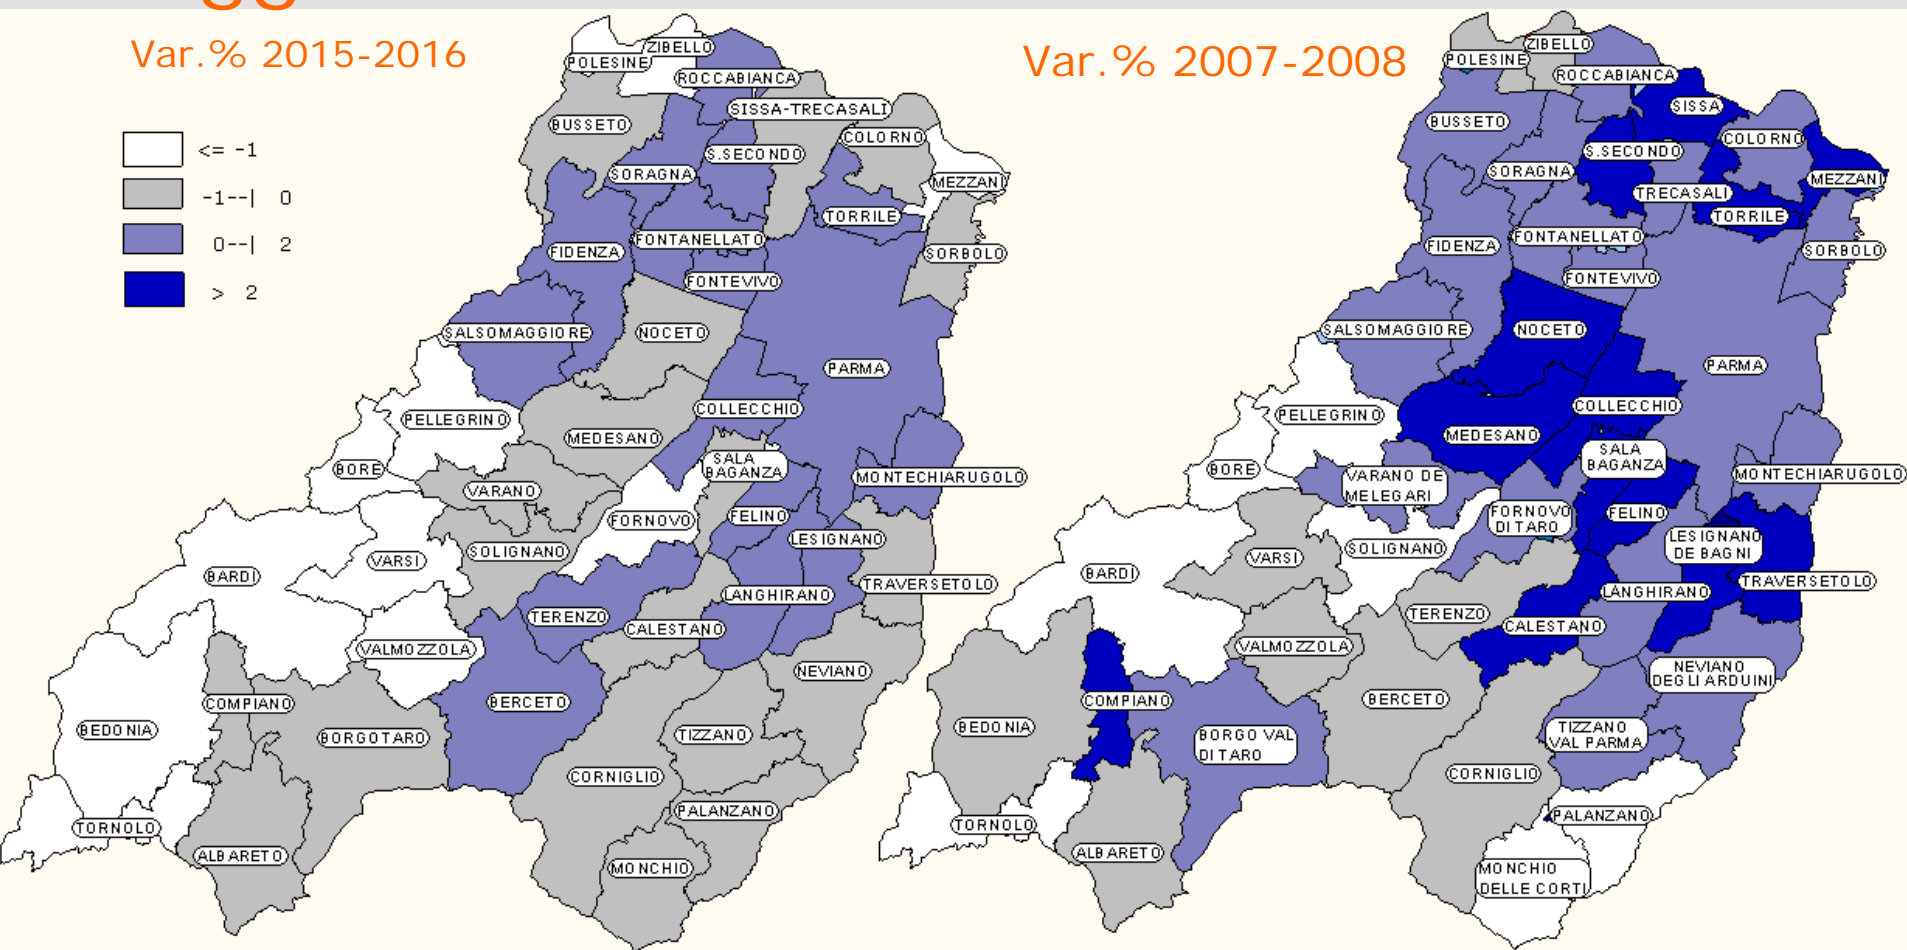 Var.% 2015-2016
<= -1
-1--| 0
0--| 2
> 2
ZIBELLO
POLESINE
ROCCABIANCA
SISSA-TRECASALI
BUSSETO
COLORNO
S.SECONDO
SORAGNA
MEZZANI
TORRILE
FONTANELLATO
FIDENZA
SORBOLO
FONTEVIVO
SALSOMAGGIORE
NOCETO
PARMA
COLLECCHIO
PELLEGRINO
MEDESANO
BORE
SALA
BAGANZA
MONTECHIARUGOLO
VARANO
FORNOVO
FELINO
LESIGNANO
SOLIGNANO
VARSI
BARDI
TRAVERSETOLO
LANGHIRANO
TERENZO
CALESTANO
VALMOZZOLA
NEVIANO
COMPIANO
BERCETO
BEDONIA
BORGOTARO
TIZZANO
CORNIGLIO
PALANZANO
TORNOLO
ALBARETO
MONCHIO
Var.% 2007-2008
ZIBELLO
POLESINE
ROCCABIANCA
SISSA
BUSSETO
COLORNO
S.SECONDO
SORAGNA
MEZZANI
TRECASALI
TORRILE
FONTANELLATO
FIDENZA
SORBOLO
FONTEVIVO
SALSOMAGGIORE
NOCETO
PARMA
COLLECCHIO
PELLEGRINO
MEDESANO
SALA
BAGANZA
BORE
MONTECHIARUGOLO
VARANO DE
MELEGARI
FORNOVO
DI TARO
FELINO
LESIGNANO
DE BAGNI
SOLIGNANO
VARSI
BARDI
TRAVERSETOLO
LANGHIRANO
TERENZO
CALESTANO
VALMOZZOLA
NEVIANO
DEGLI ARDUINI
COMPIANO
BERCETO
BEDONIA
BORGO VAL
DI TARO
TIZZANO
VAL PARMA
CORNIGLIO
PALANZANO
TORNOLO
ALBARETO
MONCHIO
DELLE CORTI